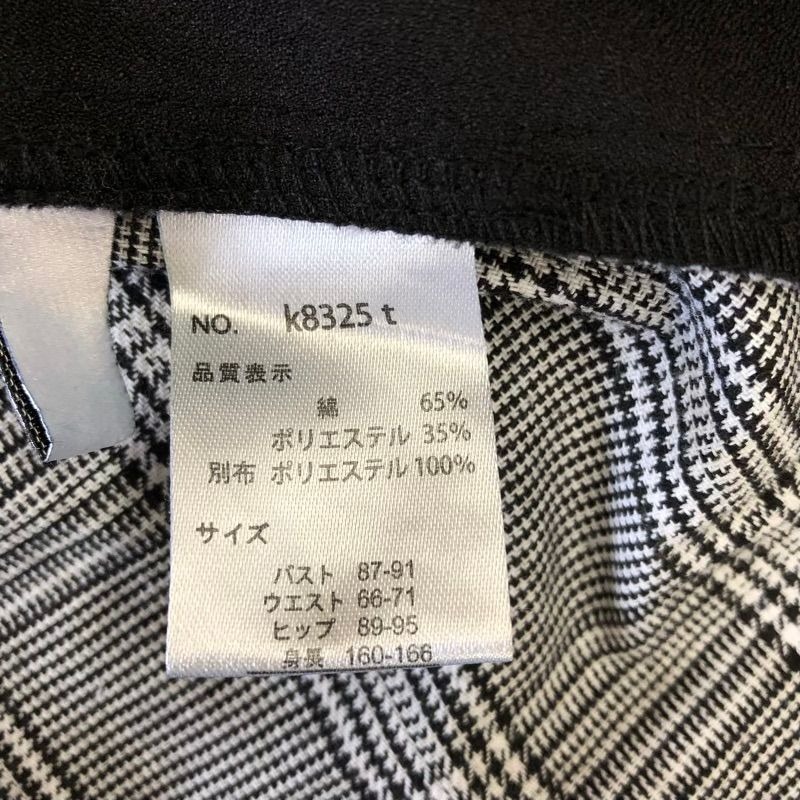 NO. k8325 t
品質表示
綿 65%
ポリエステル 35%
別布 ポリエステル 100%
サイズ
バスト 87-91
ウエスト 66-71
ヒップ 89-95
身長 160-166